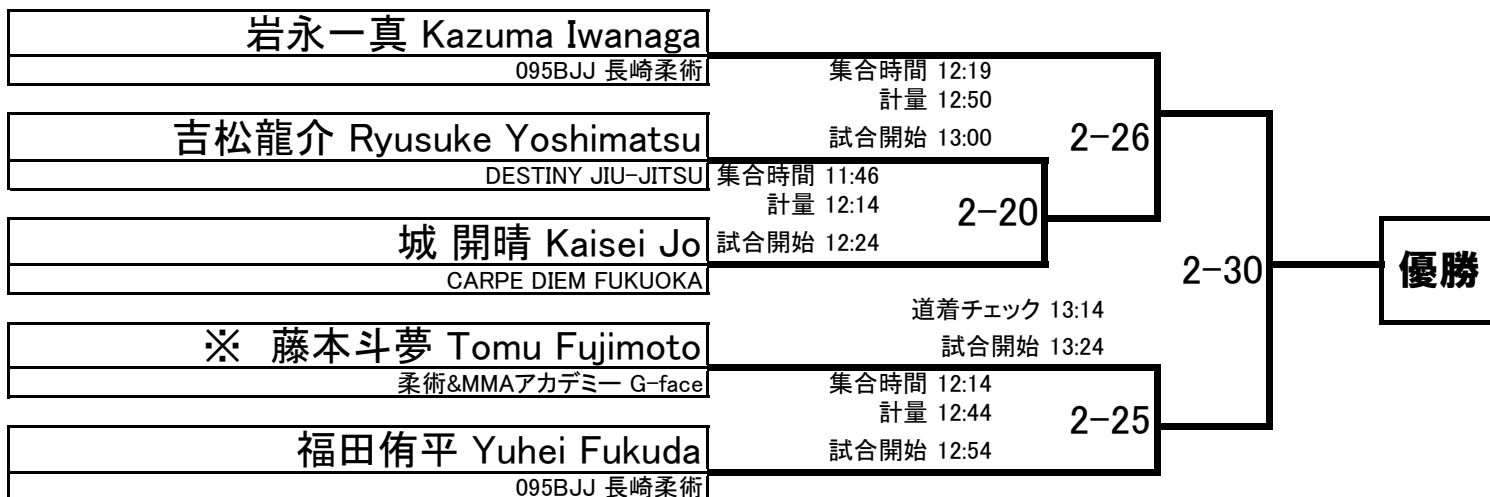 岩永一真 Kazuma Iwanaga
095BJJ 長崎柔術
吉松龍介 Ryusuke Yoshimatsu
DESTINY JIU-JITSU
城 開晴 Kaisei Jo
CARPE DIEM FUKUOKA
※ 藤本斗夢 Tomu Fujimoto
柔術&MMAアカデミー G-face
福田侑平 Yuhei Fukuda
095BJJ 長崎柔術
集合時間 11:46
計量 12:14
試合開始 12:24
2-20
集合時間 12:19
計量 12:50
試合開始 13:00
2-26
集合時間 12:14
計量 12:44
試合開始 12:54
2-25
道着チェック 13:14
試合開始 13:24
2-30
優勝